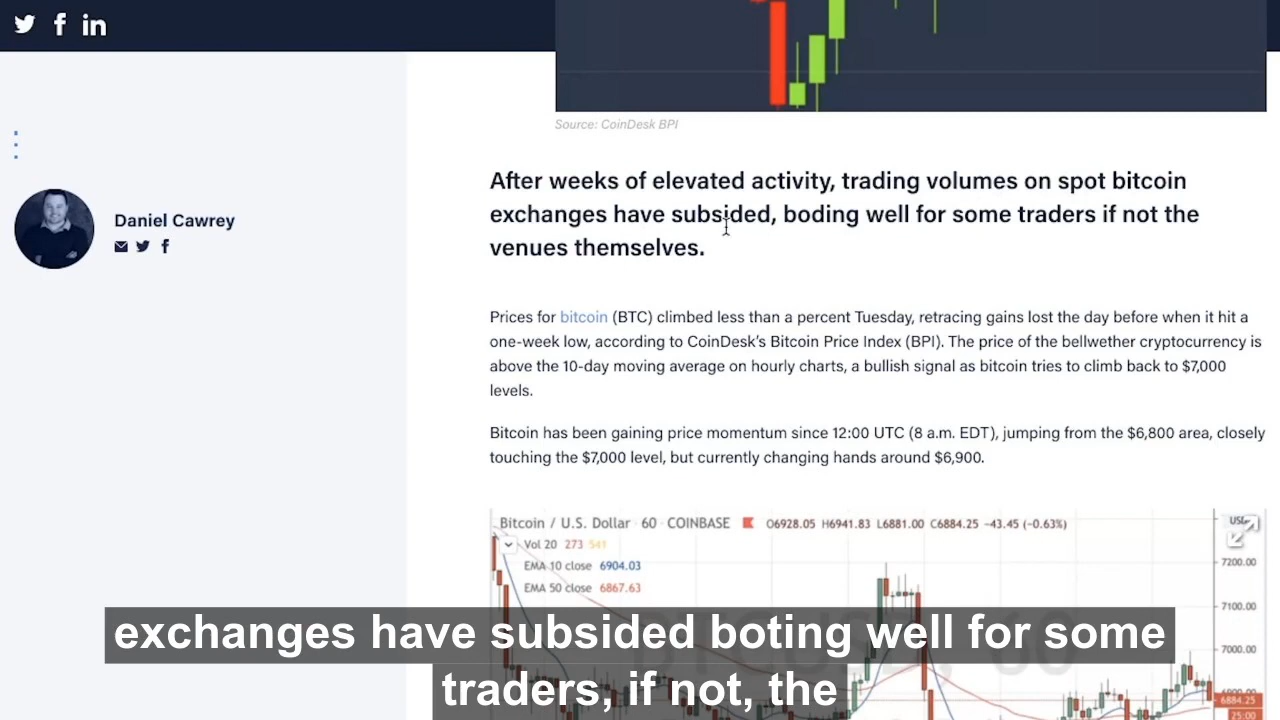 Source: CoinDesk BPI
After weeks of elevated activity, trading volumes on spot bitcoin
exchanges have subsided, boding well for some traders if not the
venues themselves.
Daniel Cawrey
Prices for bitcoin (BTC) climbed less than a percent Tuesday, retracing gains lost the day before when it hit a
one-week low, according to CoinDesk's Bitcoin Price Index (BPI). The price of the bellwether cryptocurrency is
above the 10-day moving average on hourly charts, a bullish signal as bitcoin tries to climb back to $7,000
levels.
Bitcoin has been gaining price momentum since 12:00 UTC (8 a.m. EDT), jumping from the $6,800 area, closely
touching the $7,000 level, but currently changing hands around $6,900.
Bitcoin / U.S. Dollar · 60 · COINBASE O6928.05 H6941.83 L6881.00 C6884.25 −43.45 (−0.63%)
Vol 20 273 541
EMA 10 close 6904.03
EMA 50 close 6867.63
7200.00
7100.00
7000.00
6884.25
25:00
exchanges have subsided boting well for some
traders, if not, the